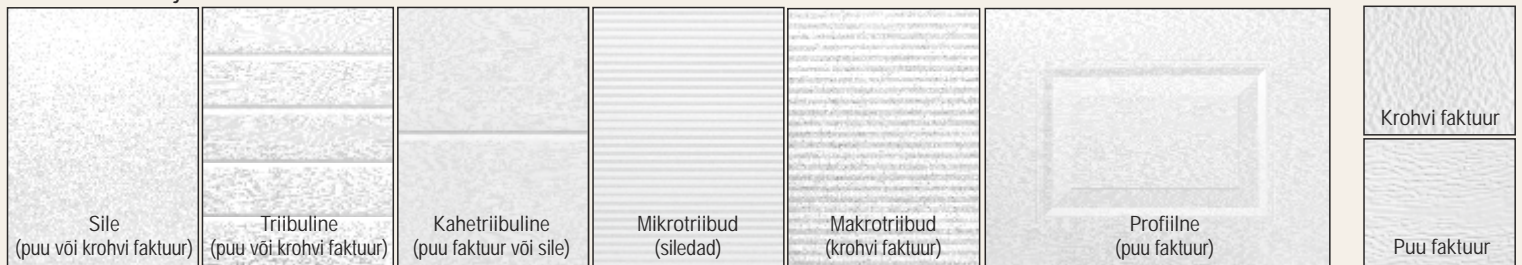 Sile
(puu või krohvi faktuur)
Triibuline
(puu või krohvi faktuur)
Kahetriibuline
(puu faktuur või sile)
Mikrotriibud
(siledad)
Makrotriibud
(krohvi faktuur)
Profiilne
(puu faktuur)
Krohvi faktuur
Puu faktuur